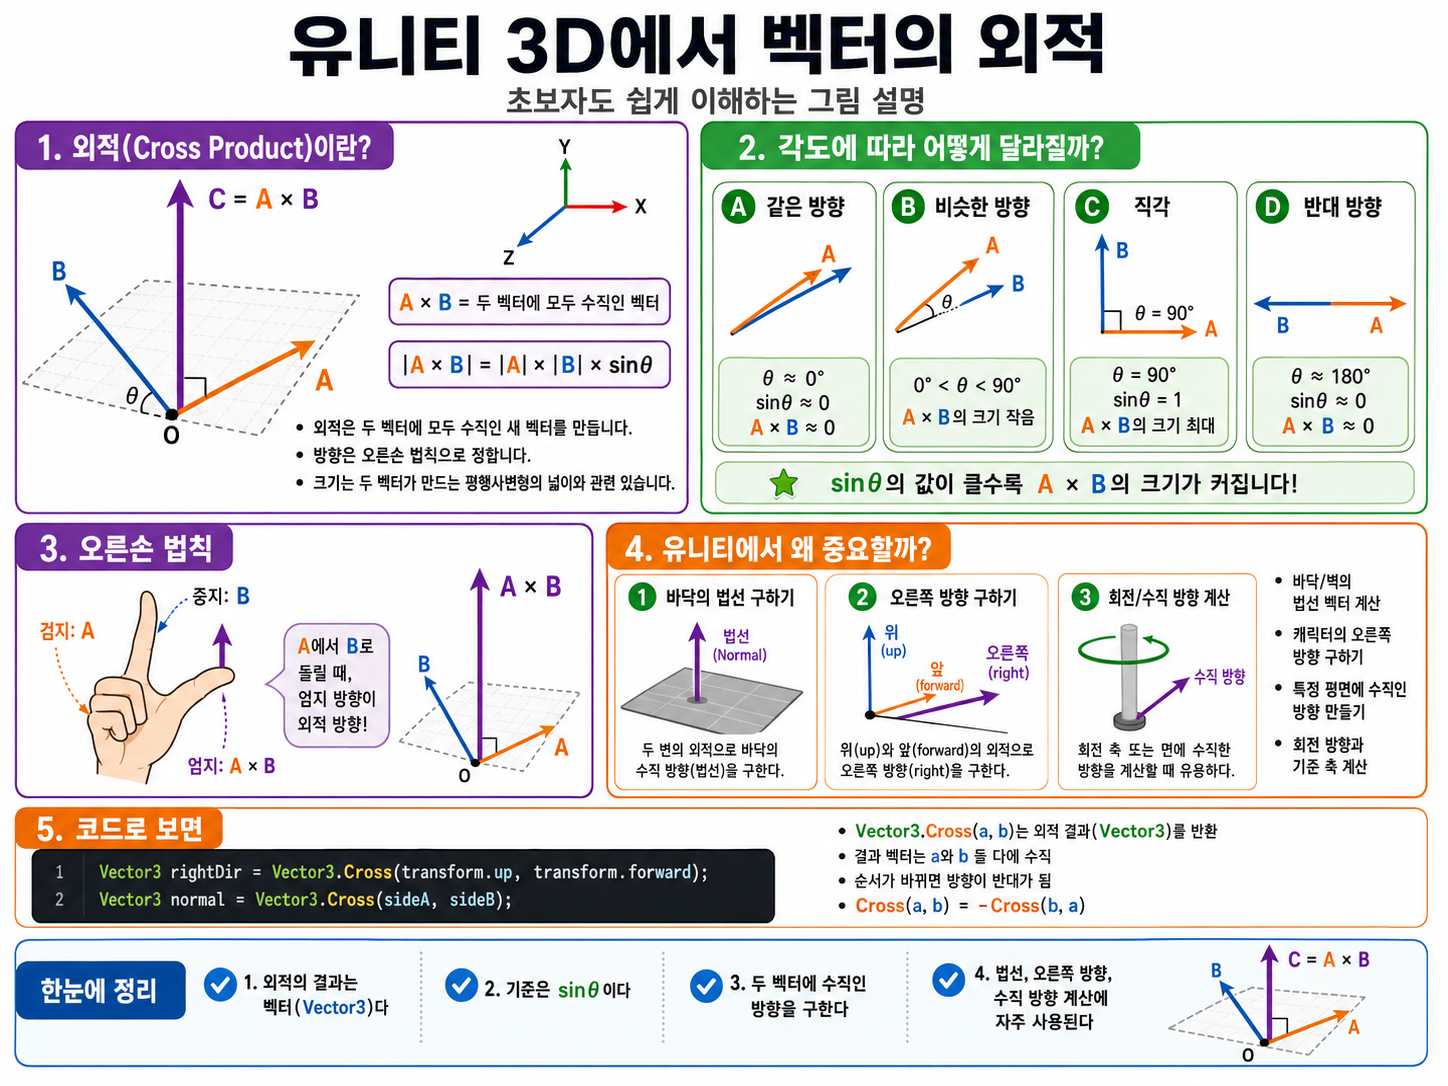 유니티 3D에서 벡터의 외적
초보자도 쉽게 이해하는 그림 설명
1. 외적(Cross Product)이란?
C = A × B
Y
X
Z
B
A
θ
O
A × B = 두 벡터에 모두 수직인 벡터
|A × B| = |A| × |B| × sinθ
• 외적은 두 벡터에 모두 수직인 새 벡터를 만듭니다.
• 방향은 오른손 법칙으로 정합니다.
• 크기는 두 벡터가 만드는 평행사변형의 넓이와 관련 있습니다.
2. 각도에 따라 어떻게 달라질까?
A 같은 방향
A
θ ≈ 0°
sinθ ≈ 0
A × B ≈ 0
B 비슷한 방향
A
B
θ
0° < θ < 90°
A × B의 크기 작음
C 직각
B
θ = 90°
A
θ = 90°
sinθ = 1
A × B의 크기 최대
D 반대 방향
B
A
θ ≈ 180°
sinθ ≈ 0
A × B ≈ 0
sinθ의 값이 클수록 A × B의 크기가 커집니다!
3. 오른손 법칙
중지: B
검지: A
엄지: A × B
A에서 B로
돌릴 때,
엄지 방향이
외적 방향!
A × B
B
A
O
4. 유니티에서 왜 중요할까?
1 바닥의 법선 구하기
법선
(Normal)
두 변의 외적으로 바닥의
수직 방향(법선)을 구한다.
2 오른쪽 방향 구하기
위
(up)
앞
(forward)
오른쪽
(right)
위(up)와 앞(forward)의 외적으로
오른쪽 방향(right)을 구한다.
3 회전/수직 방향 계산
수직 방향
회전 축 또는 면에 수직한
방향을 계산할 때 유용하다.
• 바닥/벽의
법선 벡터 계산
• 캐릭터의 오른쪽
방향 구하기
• 특정 평면에 수직인
방향 만들기
• 회전 방향과
기준 축 계산
5. 코드로 보면
1 Vector3 rightDir = Vector3.Cross(transform.up, transform.forward);
2 Vector3 normal = Vector3.Cross(sideA, sideB);
• Vector3.Cross(a, b)는 외적 결과(Vector3)를 반환
• 결과 벡터는 a와 b 둘 다에 수직
• 순서가 바뀌면 방향이 반대가 됨
• Cross(a, b) = -Cross(b, a)
한눈에 정리
1. 외적의 결과는
벡터(Vector3)다
2. 기준은 sinθ이다
3. 두 벡터에 수직인
방향을 구한다
4. 법선, 오른쪽 방향,
수직 방향 계산에
자주 사용된다
C = A × B
B
A
O